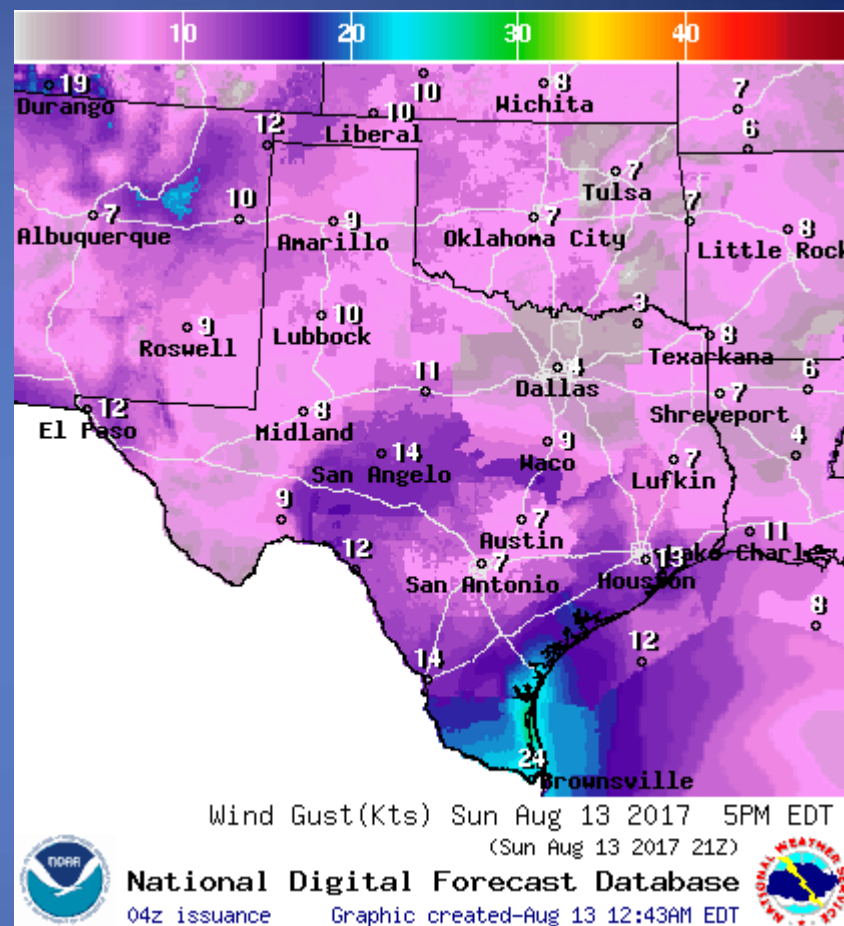 10 20 30 40
19
Durango
10
8
Wichita
7
10
Liberal
12
6
7
Tulsa
7
Albuquerque
10
9
Amarillo
7
Oklahoma City
7
8
Little Rock
9
Roswell
10
Lubbock
3
8
Texarkana
4
Dallas
11
6
7
Shreveport
12
El Paso
8
Midland
14
San Angelo
9
Waco
7
Lufkin
4
9
7
Austin
11
Lake Charles
12
7
San Antonio
13
Houston
8
14
12
24
Brownsville
Wind Gust(Kts) Sun Aug 13 2017 5PM EDT
(Sun Aug 13 2017 21Z)
NOAA
National Digital Forecast Database
04z issuance Graphic created-Aug 13 12:43AM EDT
NATIONAL WEATHER SERVICE